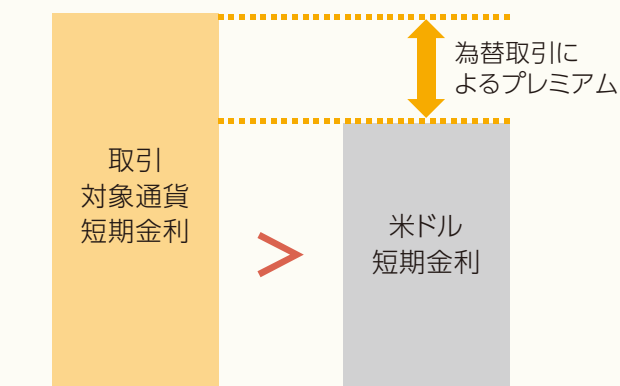 為替取引に
よるプレミアム
取引
対象通貨
短期金利
>
米ドル
短期金利